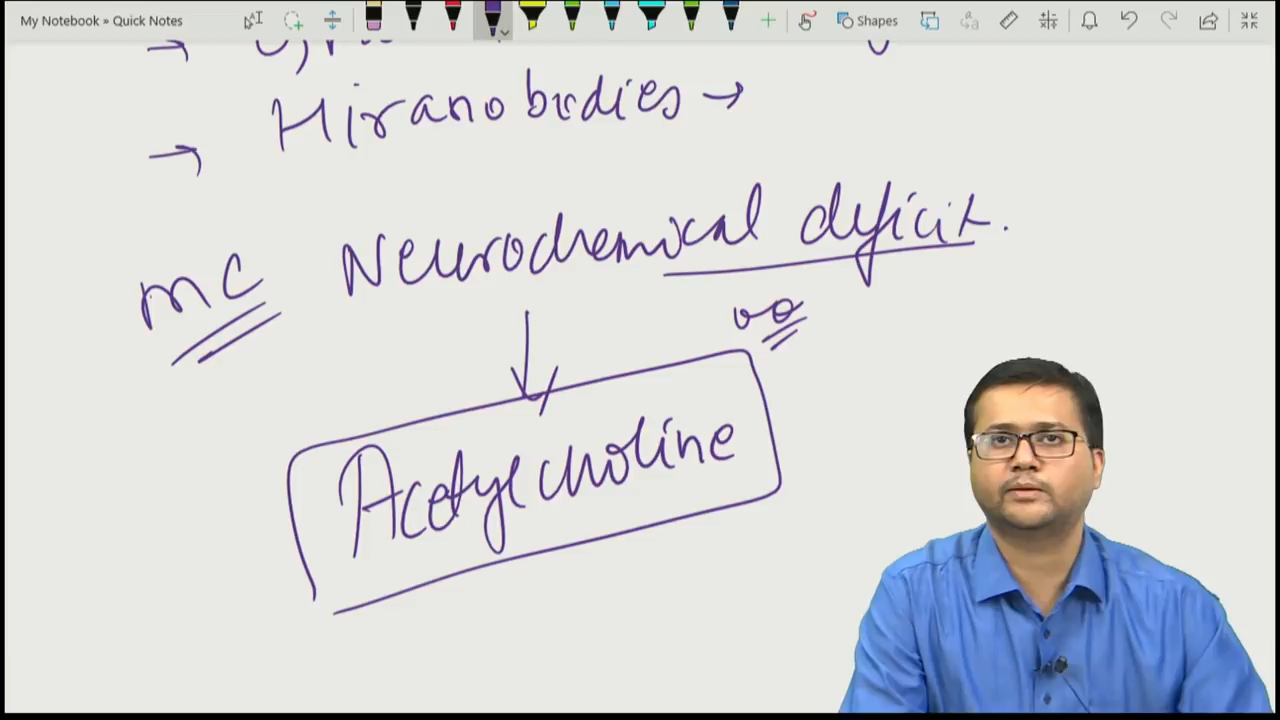 My Notebook » Quick Notes
Shapes
→ Hirano bodies →
MC Neurochemical deficit.
Acetylcholine